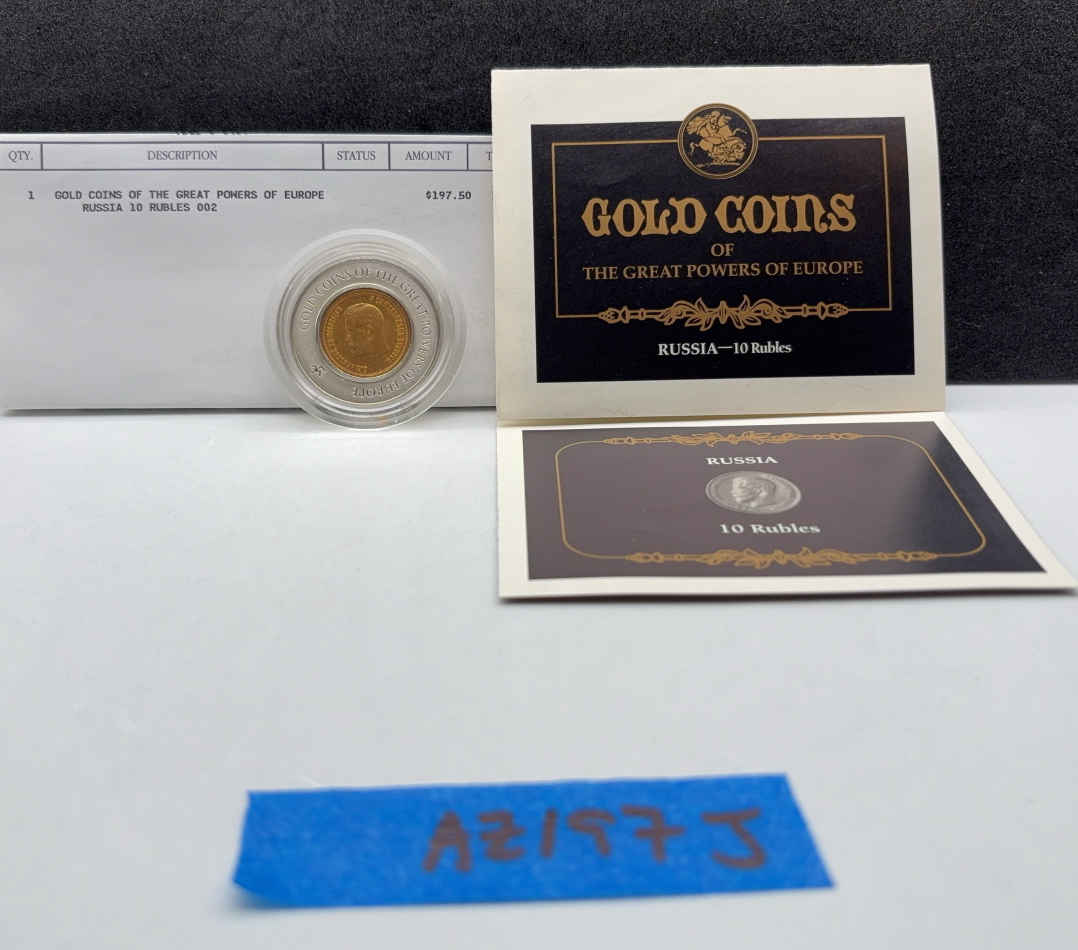 QTY. DESCRIPTION STATUS AMOUNT T
1 GOLD COINS OF THE GREAT POWERS OF EUROPE $197.50
RUSSIA 10 RUBLES 002
GOLD COINS OF THE GREAT POWERS OF EUROPE
GOLD COINS
OF
THE GREAT POWERS OF EUROPE
RUSSIA—10 Rubles
RUSSIA
10 Rubles
AZ197J